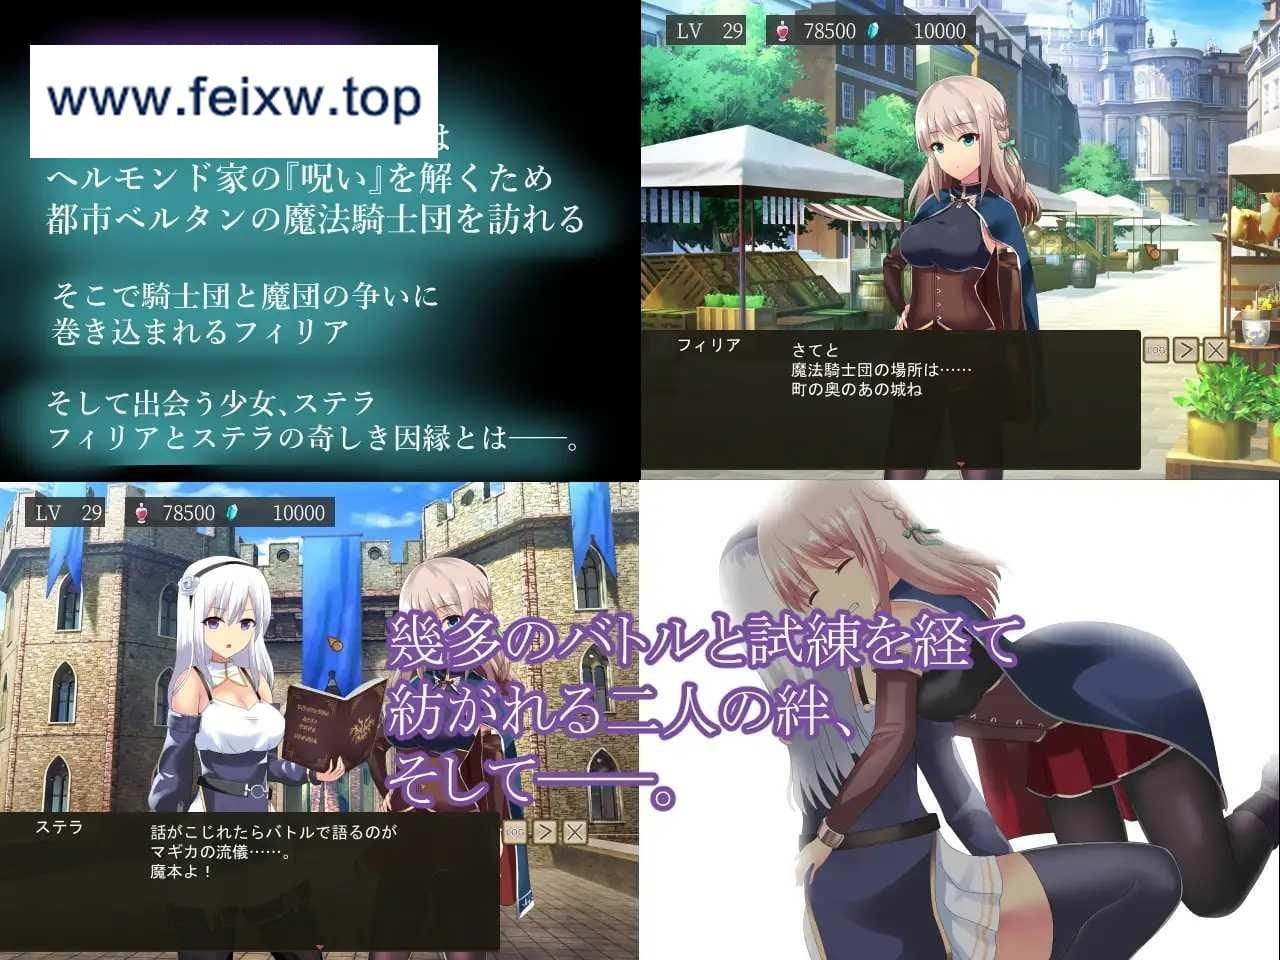 www.feixw.top
は
ヘルモンド家の『呪い』を解くため
都市ベルタンの魔法騎士団を訪れる
そこで騎士団と魔団の争いに
巻き込まれるフィリア
そして出会う少女、ステラ
フィリアとステラの奇しき因縁とは――。
LV 29 78500 10000
フィリア
さてと
魔法騎士団の場所は……
町の奥のあの城ね
LOG
LV 29 78500 10000
ステラ
話がこじれたらバトルで語るのが
マギカの流儀……。
魔本よ！
LOG
幾多のバトルと試練を経て
紡がれる二人の絆、
そして――。